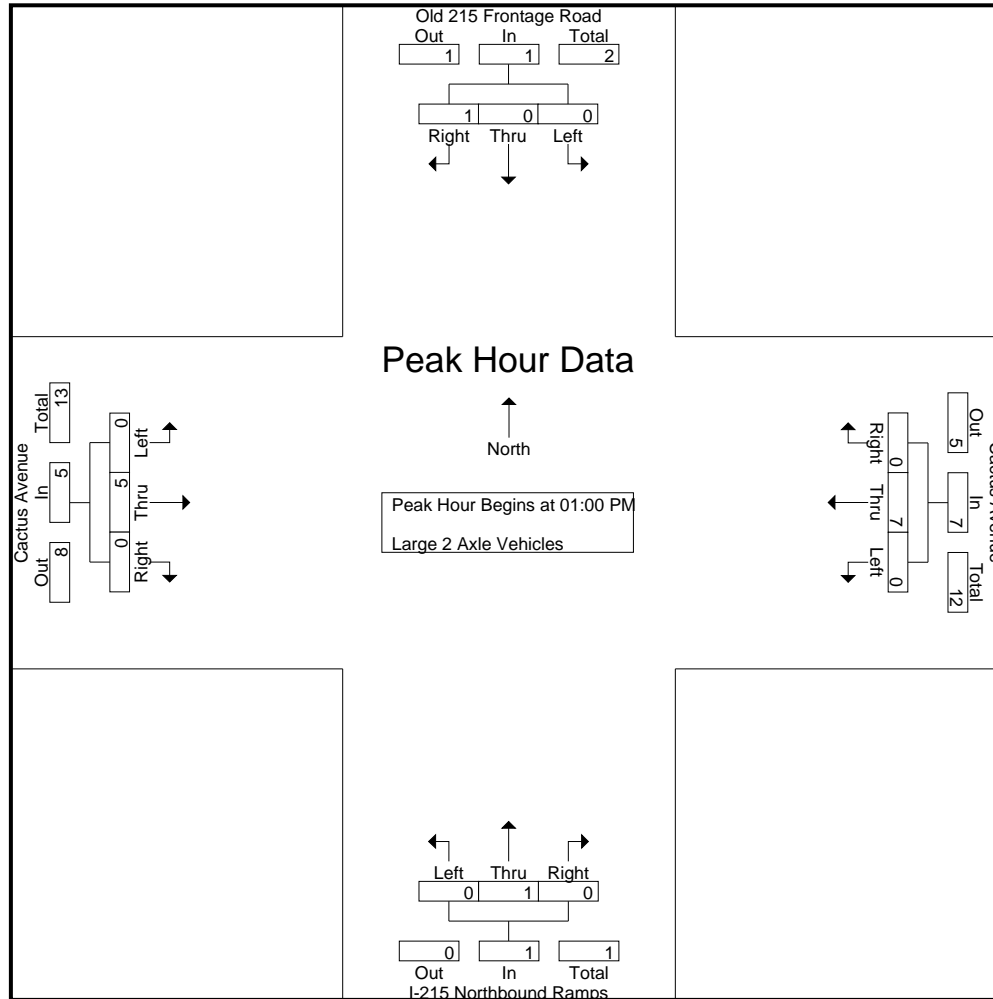 Old 215 Frontage Road
Out In Total
1 1 2
1 0 0
Right Thru Left
Peak Hour Data
North
Peak Hour Begins at 01:00 PM
Large 2 Axle Vehicles
Cactus Avenue
Total In Out
13 5 8
0 5 0
Left Thru Right
Right Thru Left
0 7 0
5 7 12
Out In Total
Left Thru Right
0 1 0
0 1 1
Out In Total
I-215 Northbound Ramps